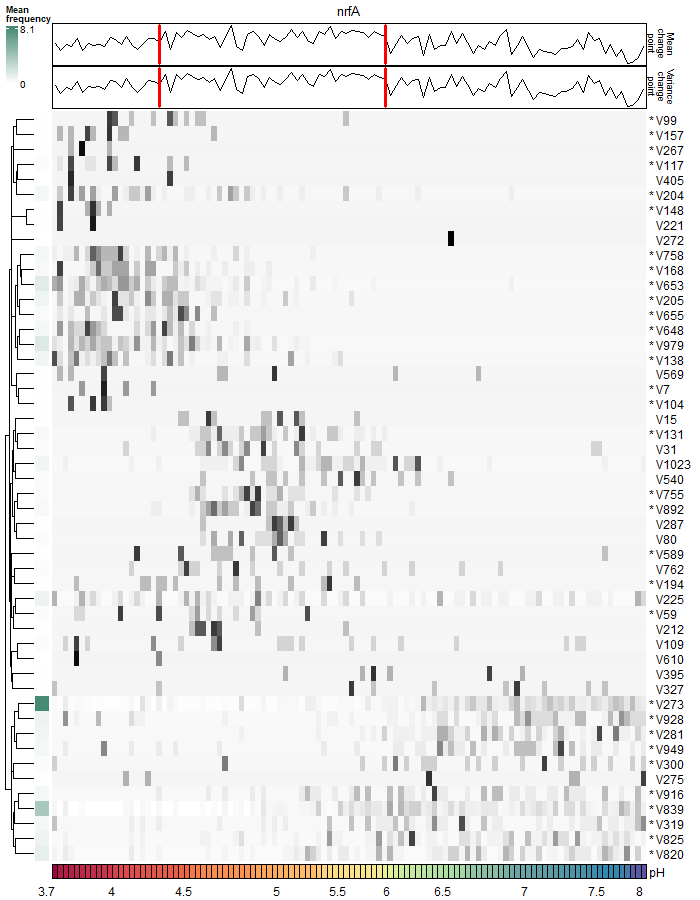 Mean
frequency
8.1
0
nrfA
Mean
change
point
Variance
change
point
* V99
* V157
* V267
* V117
V405
* V204
* V148
V221
V272
* V758
* V168
* V653
* V205
* V655
* V648
* V979
* V138
V569
* V7
* V104
V15
* V131
V31
V1023
V540
* V755
* V892
V287
V80
* V589
V762
* V194
V225
* V59
V212
V109
V610
V395
V327
* V273
* V928
* V281
* V949
* V300
V275
* V916
* V839
* V319
* V825
* V820
pH
3.7 4 4.5 5 5.5 6 6.5 7 7.5 8